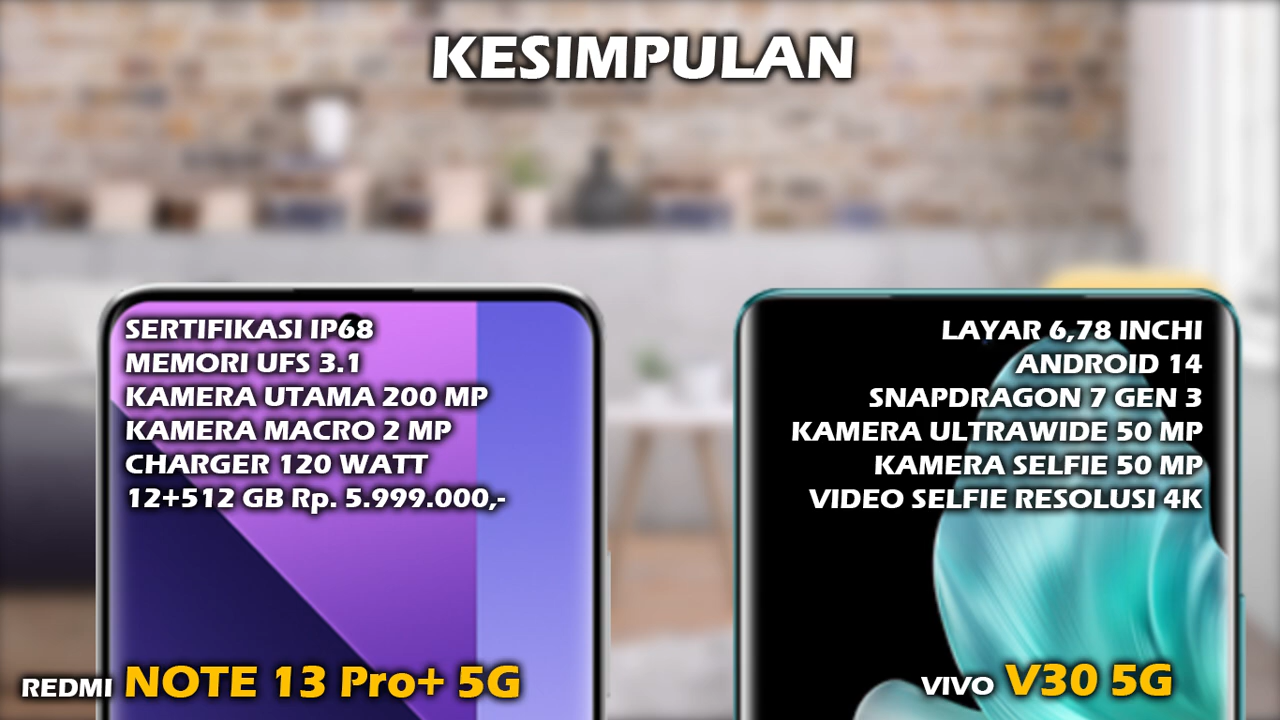 KESIMPULAN
SERTIFIKASI IP68
MEMORI UFS 3.1
KAMERA UTAMA 200 MP
KAMERA MACRO 2 MP
CHARGER 120 WATT
12+512 GB Rp. 5.999.000,-
REDMI NOTE 13 Pro+ 5G
LAYAR 6,78 INCHI
ANDROID 14
SNAPDRAGON 7 GEN 3
KAMERA ULTRAWIDE 50 MP
KAMERA SELFIE 50 MP
VIDEO SELFIE RESOLUSI 4K
VIVO V30 5G